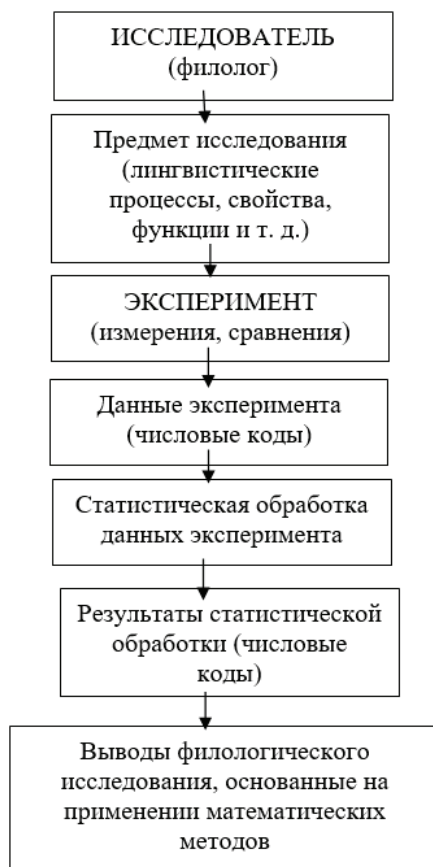 ИССЛЕДОВАТЕЛЬ
(филолог)
Предмет исследования
(лингвистические
процессы, свойства,
функции и т. д.)
ЭКСПЕРИМЕНТ
(измерения, сравнения)
Данные эксперимента
(числовые коды)
Статистическая обработка
данных эксперимента
Результаты статистической
обработки (числовые
коды)
Выводы филологического
исследования, основанные на
применении математических
методов